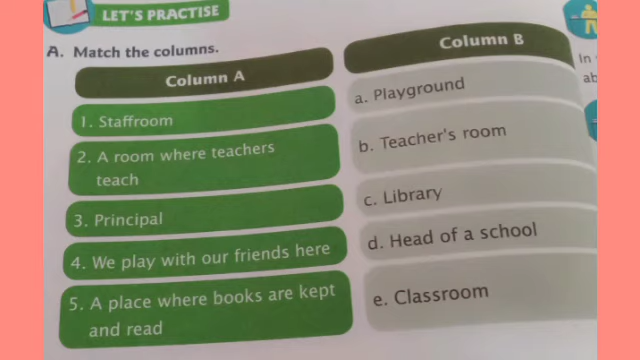 LET'S PRACTISE
A. Match the columns.
Column A
1. Staffroom
2. A room where teachers
teach
3. Principal
4. We play with our friends here
5. A place where books are kept
and read
Column B
a. Playground
b. Teacher's room
c. Library
d. Head of a school
e. Classroom
In